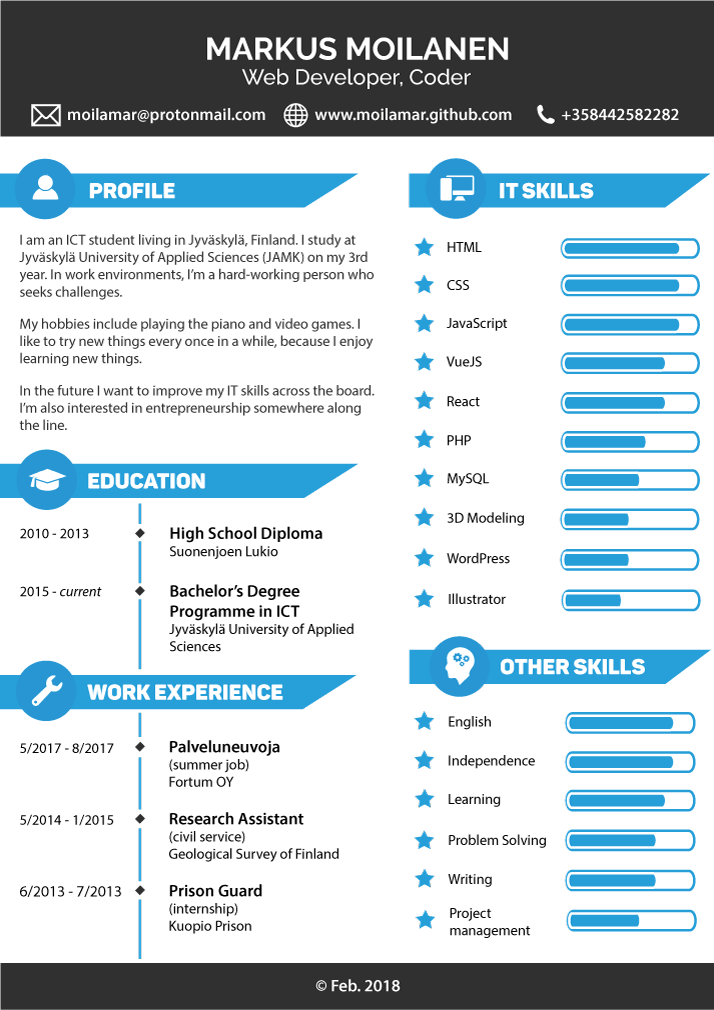 MARKUS MOILANEN
Web Developer, Coder
moilamar@protonmail.com www.moilamar.github.com +358442582282
PROFILE
I am an ICT student living in Jyväskylä, Finland. I study at
Jyväskylä University of Applied Sciences (JAMK) on my 3rd
year. In work environments, I'm a hard-working person who
seeks challenges.
My hobbies include playing the piano and video games. I
like to try new things every once in a while, because I enjoy
learning new things.
In the future I want to improve my IT skills across the board.
I'm also interested in entrepreneurship somewhere along
the line.
EDUCATION
2010 - 2013
High School Diploma
Suonenjoen Lukio
2015 - current
Bachelor's Degree
Programme in ICT
Jyväskylä University of Applied
Sciences
WORK EXPERIENCE
5/2017 - 8/2017
Palveluneuvoja
(summer job)
Fortum OY
5/2014 - 1/2015
Research Assistant
(civil service)
Geological Survey of Finland
6/2013 - 7/2013
Prison Guard
(internship)
Kuopio Prison
IT SKILLS
HTML
CSS
JavaScript
VueJS
React
PHP
MySQL
3D Modeling
WordPress
Illustrator
OTHER SKILLS
English
Independence
Learning
Problem Solving
Writing
Project
management
© Feb. 2018